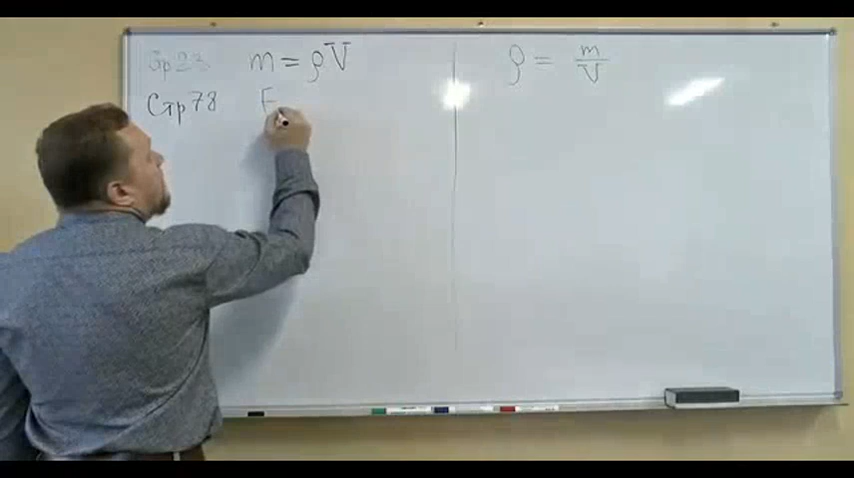 m = ρV
ρ = m/V
Стр 78 F